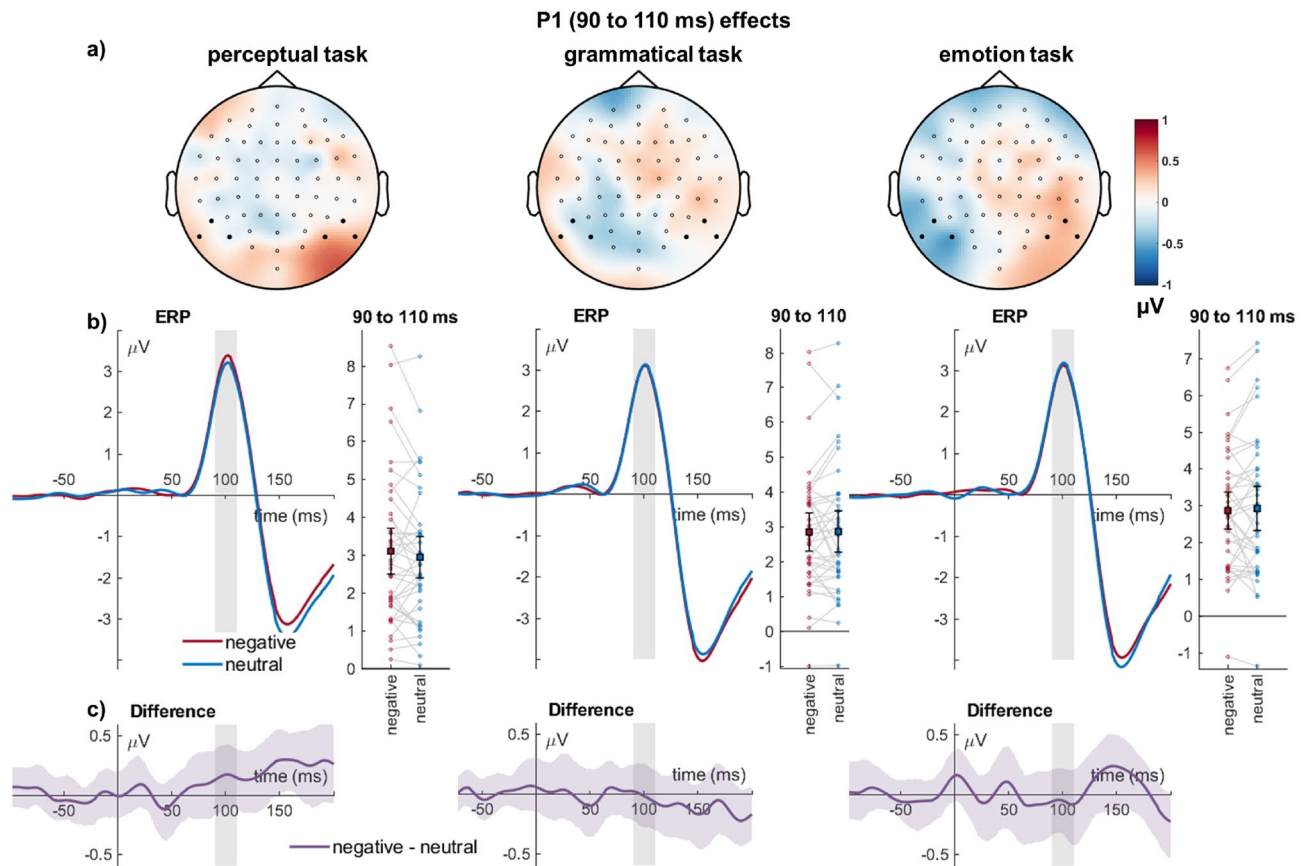 P1 (90 to 110 ms) effects
a)
perceptual task
grammatical task
emotion task
1
0.5
0
-0.5
-1
µV
b)
ERP
90 to 110 ms
ERP
90 to 110
ERP
90 to 110 ms
µV
3
1
-1
-3
-50
50
100
150
time (ms)
negative
neutral
8
7
6
5
4
3
2
1
0
negative
neutral
µV
3
1
-1
-3
-50
50
100
150
time (ms)
8
7
6
5
4
3
2
1
0
-1
negative
neutral
µV
3
1
-1
-3
-50
50
100
150
time (ms)
7
6
5
4
3
2
1
0
-1
negative
neutral
c)
Difference
Difference
Difference
0.5
µV
time (ms)
-50
50
100
150
-0.5
negative - neutral
0.5
µV
time (ms)
-50
50
100
150
-0.5
0.5
µV
time (ms)
-50
50
100
150
-0.5